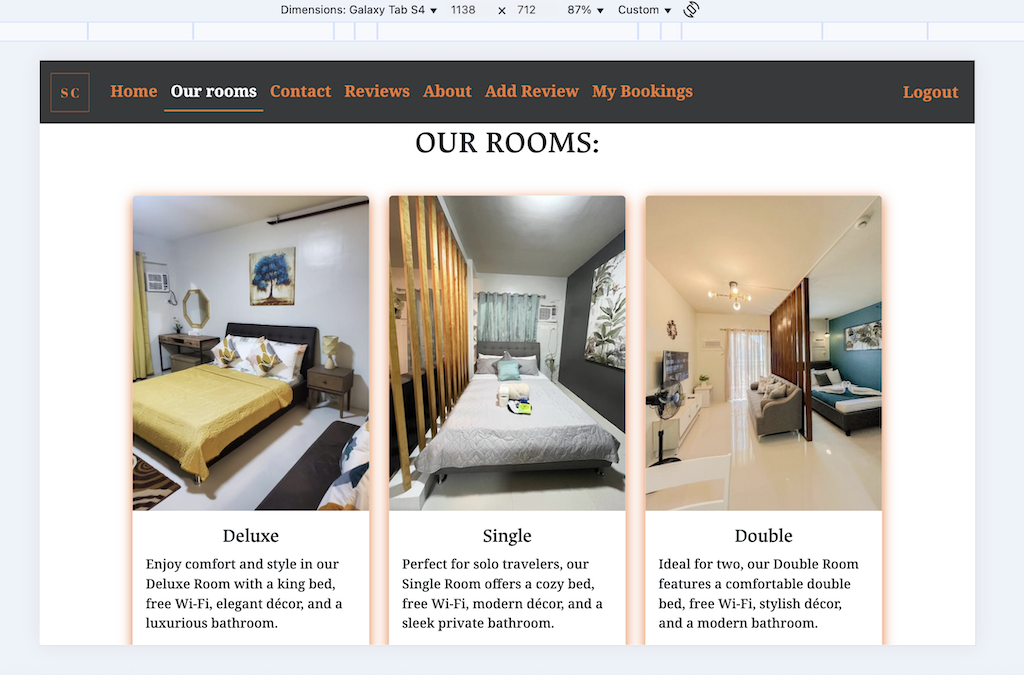 Dimensions: Galaxy Tab S4 ▼ 1138 × 712 87% ▼ Custom ▼
S C Home Our rooms Contact Reviews About Add Review My Bookings Logout
OUR ROOMS:
Deluxe
Enjoy comfort and style in our
Deluxe Room with a king bed,
free Wi-Fi, elegant décor, and a
luxurious bathroom.
Single
Perfect for solo travelers, our
Single Room offers a cozy bed,
free Wi-Fi, modern décor, and a
sleek private bathroom.
Double
Ideal for two, our Double Room
features a comfortable double
bed, free Wi-Fi, stylish décor,
and a modern bathroom.